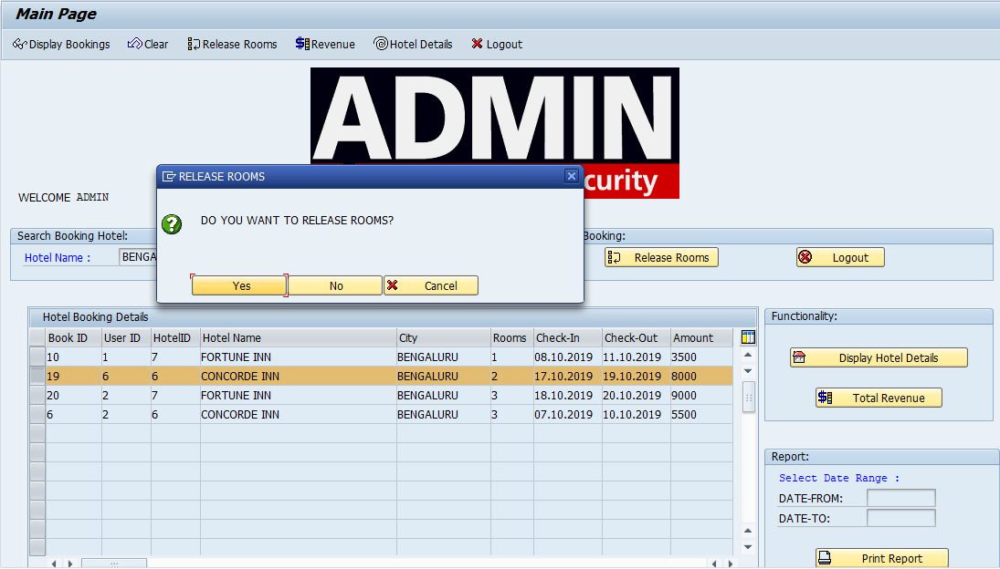 Main Page
Display Bookings Clear Release Rooms Revenue Hotel Details Logout
ADMIN
curity
RELEASE ROOMS
WELCOME ADMIN
DO YOU WANT TO RELEASE ROOMS?
Search Booking Hotel:
Booking:
Hotel Name : BENGA
Release Rooms Logout
Yes No Cancel
Hotel Booking Details
Book ID User ID HotelID Hotel Name City Rooms Check-In Check-Out Amount
10 1 7 FORTUNE INN BENGALURU 1 08.10.2019 11.10.2019 3500
19 6 6 CONCORDE INN BENGALURU 2 17.10.2019 19.10.2019 8000
20 2 7 FORTUNE INN BENGALURU 3 18.10.2019 20.10.2019 9000
6 2 6 CONCORDE INN BENGALURU 3 07.10.2019 10.10.2019 5500
Functionality:
Display Hotel Details
Total Revenue
Report:
Select Date Range :
DATE-FROM:
DATE-TO:
Print Report